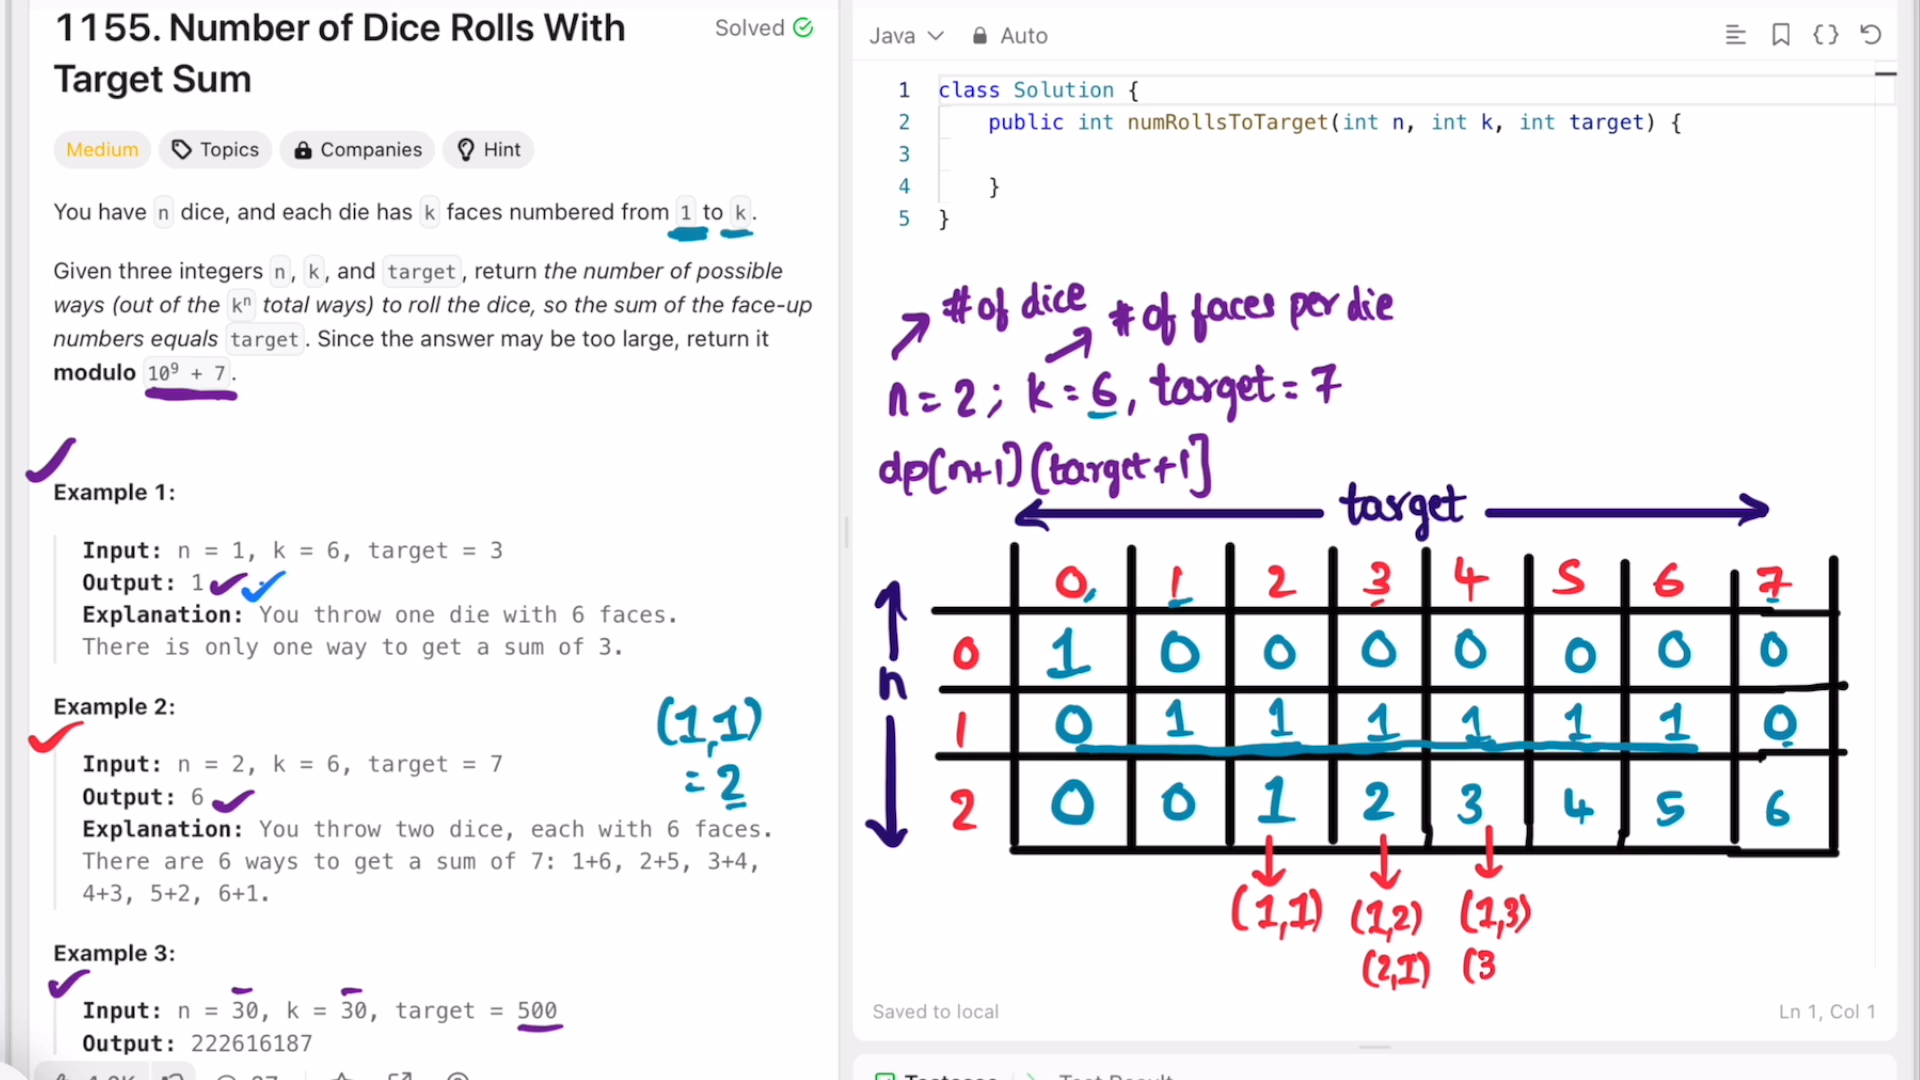 1155. Number of Dice Rolls With
Target Sum
Solved
Medium
Topics
Companies
Hint
You have n dice, and each die has k faces numbered from 1 to k.
Given three integers n, k, and target, return the number of possible
ways (out of the kⁿ total ways) to roll the dice, so the sum of the face-up
numbers equals target. Since the answer may be too large, return it
modulo 10⁹ + 7.
Example 1:
Input: n = 1, k = 6, target = 3
Output: 1
Explanation: You throw one die with 6 faces.
There is only one way to get a sum of 3.
Example 2:
Input: n = 2, k = 6, target = 7
Output: 6
Explanation: You throw two dice, each with 6 faces.
There are 6 ways to get a sum of 7: 1+6, 2+5, 3+4,
4+3, 5+2, 6+1.
(1,1)
= 2
Example 3:
Input: n = 30, k = 30, target = 500
Output: 222616187
Java
Auto
1 class Solution {
2 public int numRollsToTarget(int n, int k, int target) {
3
4 }
5 }
# of dice
# of faces per die
n = 2; k = 6, target = 7
dp[n+1][target+1]
target
n
0 1 2 3 4 5 6 7
0 1 0 0 0 0 0 0 0
1 0 1 1 1 1 1 1 0
2 0 0 1 2 3 4 5 6
(1,1) (1,2) (1,3)
(2,1) (3
Saved to local
Ln 1, Col 1